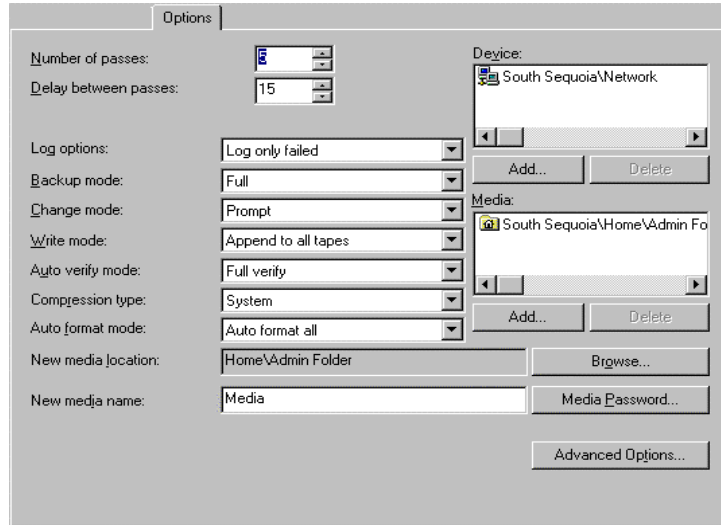 Options
Number of passes: 5
Delay between passes: 15
Log options: Log only failed
Backup mode: Full
Change mode: Prompt
Write mode: Append to all tapes
Auto verify mode: Full verify
Compression type: System
Auto format mode: Auto format all
New media location: Home\Admin Folder
New media name: Media
Device:
South Sequoia\Network
Add... Delete
Media:
South Sequoia\Home\Admin Fo
Add... Delete
Browse...
Media Password...
Advanced Options...